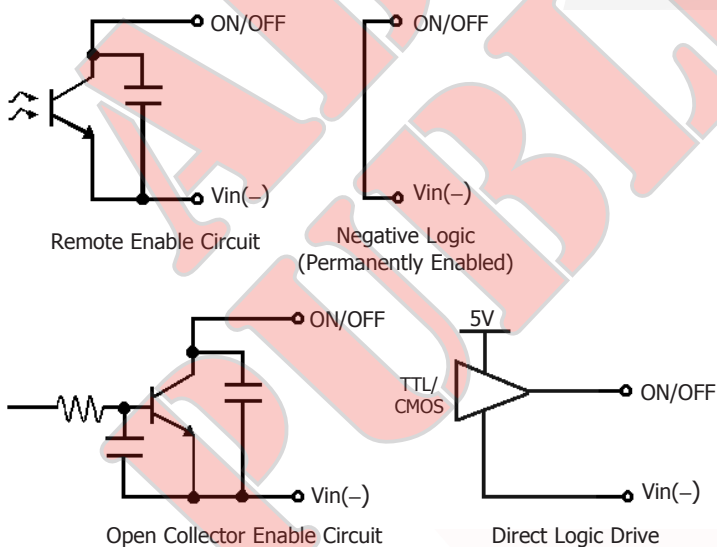 ON/OFF
Vin(−)
Remote Enable Circuit
ON/OFF
Vin(−)
Negative Logic
(Permanently Enabled)
ON/OFF
Vin(−)
Open Collector Enable Circuit
5V
TTL/
CMOS
ON/OFF
Vin(−)
Direct Logic Drive